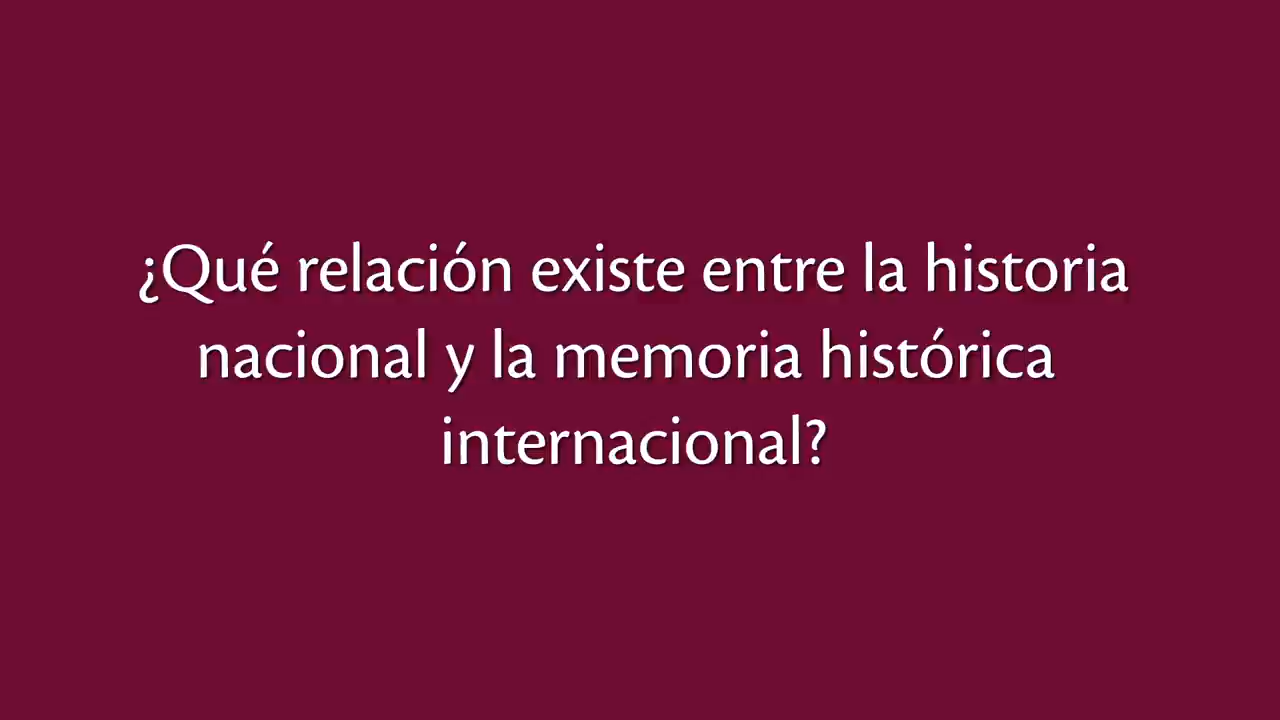 ¿Qué relación existe entre la historia
nacional y la memoria histórica
internacional?